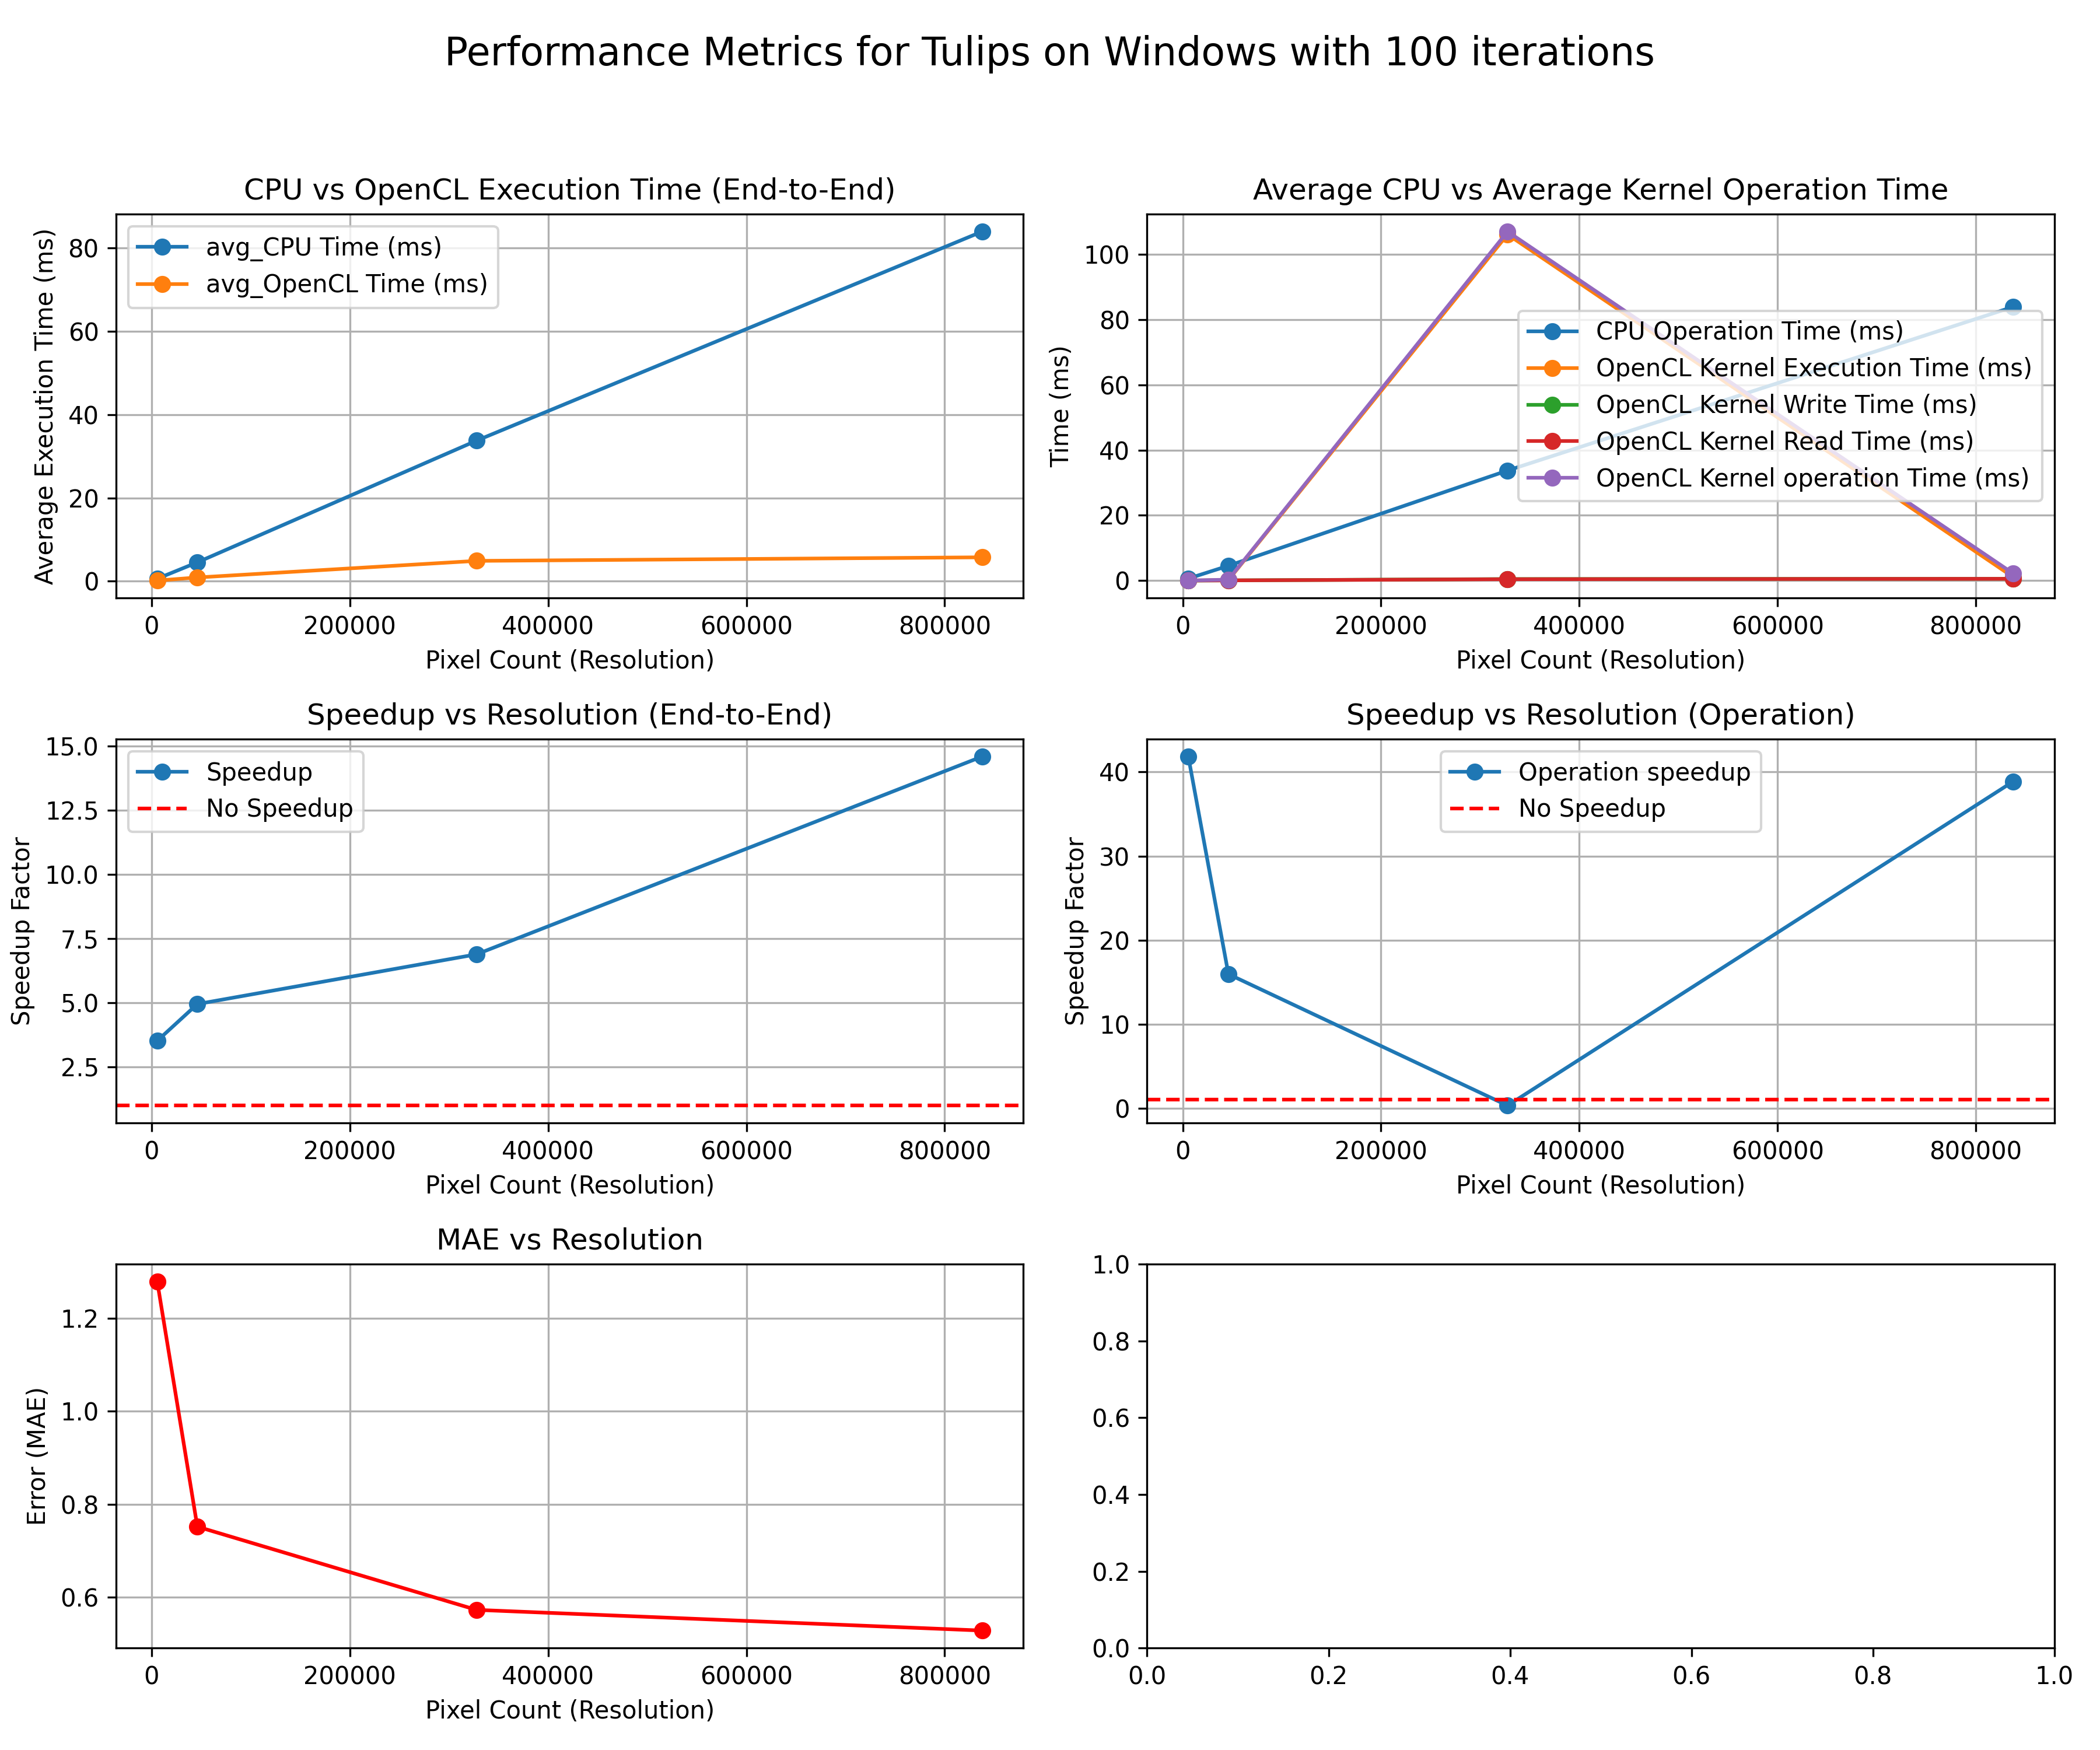 Performance Metrics for Tulips on Windows with 100 iterations
CPU vs OpenCL Execution Time (End-to-End)
Average Execution Time (ms)
80
60
40
20
0
avg_CPU Time (ms)
avg_OpenCL Time (ms)
0 200000 400000 600000 800000
Pixel Count (Resolution)
Average CPU vs Average Kernel Operation Time
Time (ms)
100
80
60
40
20
0
CPU Operation Time (ms)
OpenCL Kernel Execution Time (ms)
OpenCL Kernel Write Time (ms)
OpenCL Kernel Read Time (ms)
OpenCL Kernel operation Time (ms)
0 200000 400000 600000 800000
Pixel Count (Resolution)
Speedup vs Resolution (End-to-End)
Speedup Factor
15.0
12.5
10.0
7.5
5.0
2.5
Speedup
No Speedup
0 200000 400000 600000 800000
Pixel Count (Resolution)
Speedup vs Resolution (Operation)
Speedup Factor
40
30
20
10
0
Operation speedup
No Speedup
0 200000 400000 600000 800000
Pixel Count (Resolution)
MAE vs Resolution
Error (MAE)
1.2
1.0
0.8
0.6
0 200000 400000 600000 800000
Pixel Count (Resolution)
1.0
0.8
0.6
0.4
0.2
0.0
0.0 0.2 0.4 0.6 0.8 1.0